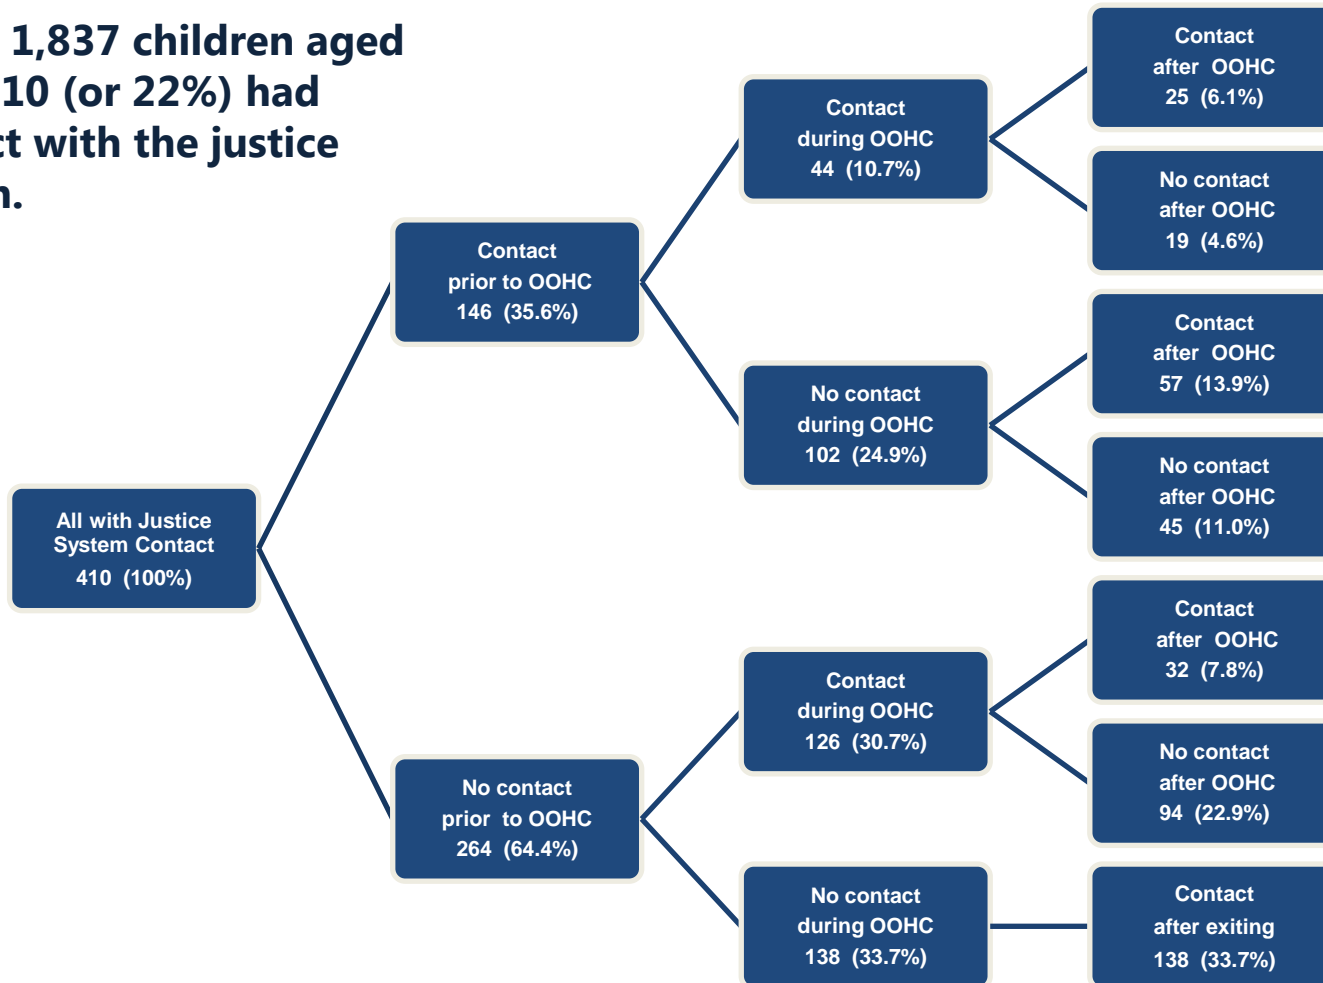 1,837 children aged
10 (or 22%) had
with the justice
All with Justice
System Contact
410 (100%)
Contact
prior to OOHC
146 (35.6%)
No contact
prior to OOHC
264 (64.4%)
Contact
during OOHC
44 (10.7%)
No contact
during OOHC
102 (24.9%)
Contact
during OOHC
126 (30.7%)
No contact
during OOHC
138 (33.7%)
Contact
after OOHC
25 (6.1%)
No contact
after OOHC
19 (4.6%)
Contact
after OOHC
57 (13.9%)
No contact
after OOHC
45 (11.0%)
Contact
after OOHC
32 (7.8%)
No contact
after OOHC
94 (22.9%)
Contact
after exiting
138 (33.7%)